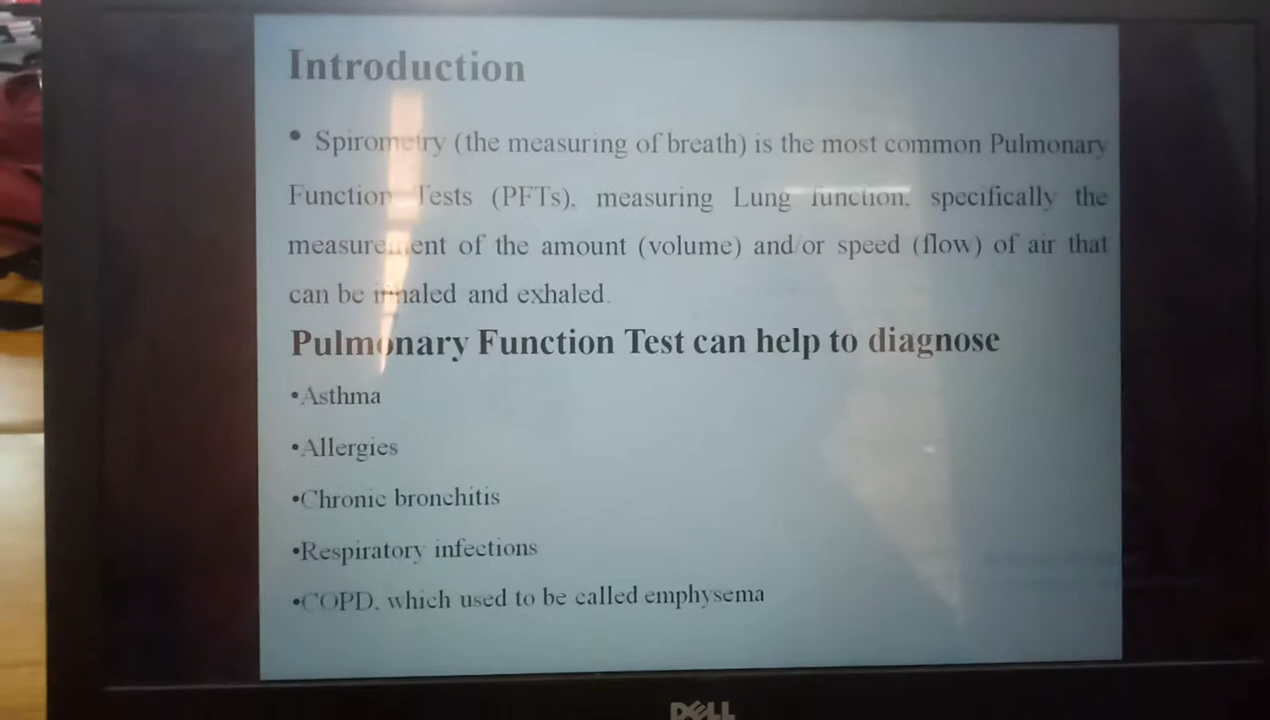 Introduction
• Spirometry (the measuring of breath) is the most common Pulmonary
Function Tests (PFTs), measuring Lung function, specifically the
measurement of the amount (volume) and/or speed (flow) of air that
can be inhaled and exhaled.
Pulmonary Function Test can help to diagnose
•Asthma
•Allergies
•Chronic bronchitis
•Respiratory infections
•COPD, which used to be called emphysema
DELL